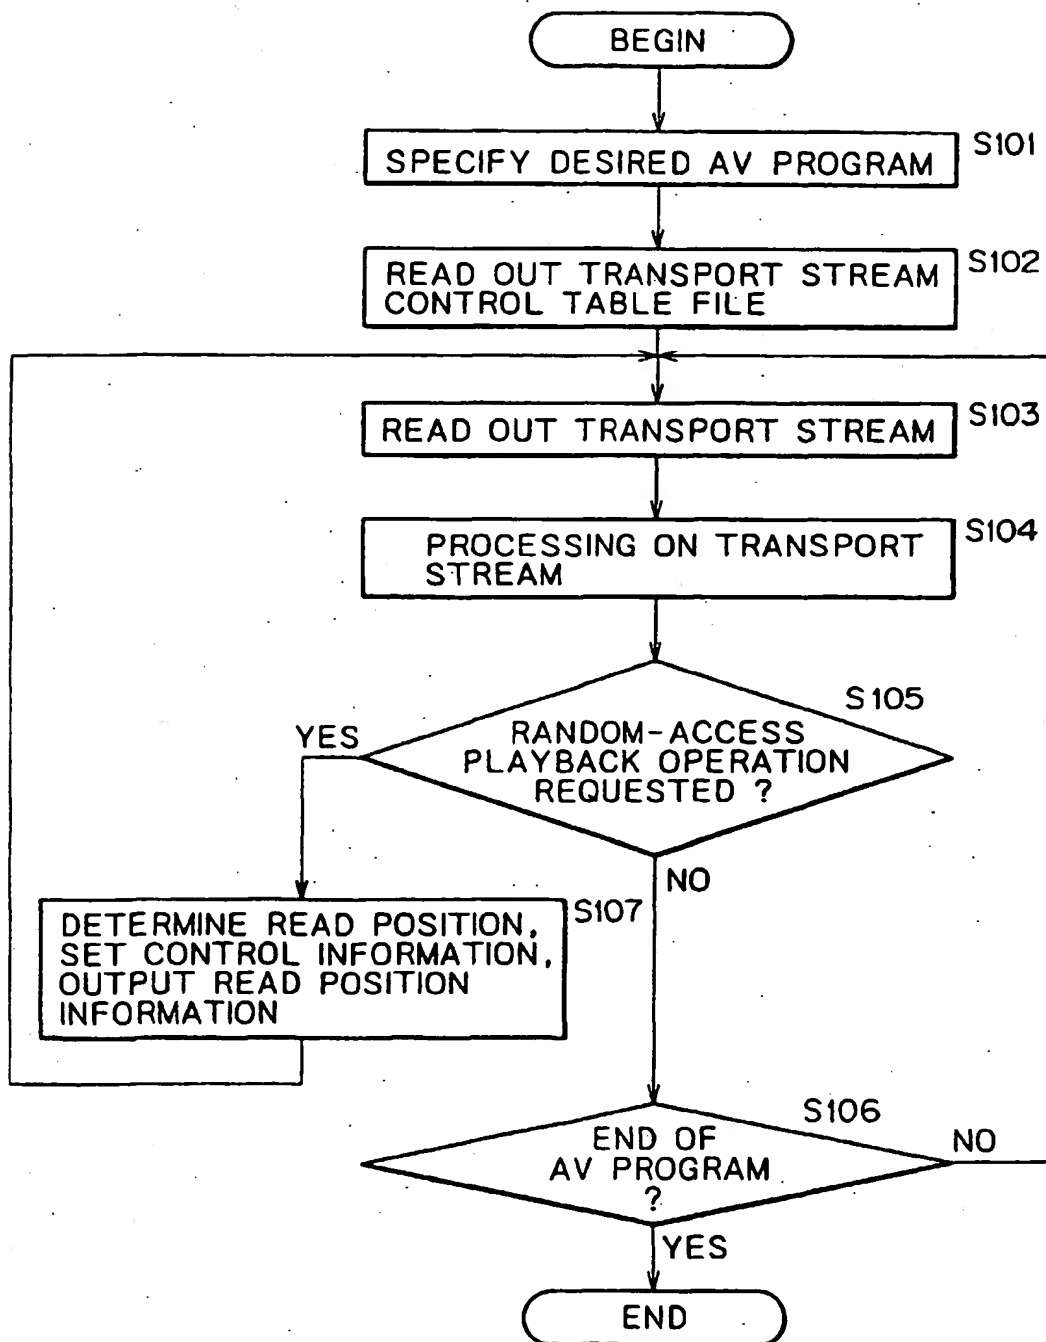 BEGIN
S101
SPECIFY DESIRED AV PROGRAM
S102
READ OUT TRANSPORT STREAM
CONTROL TABLE FILE
S103
READ OUT TRANSPORT STREAM
S104
PROCESSING ON TRANSPORT
STREAM
S105
YES
RANDOM-ACCESS
PLAYBACK OPERATION
REQUESTED ?
NO
S107
DETERMINE READ POSITION,
SET CONTROL INFORMATION,
OUTPUT READ POSITION
INFORMATION
S106
END OF
AV PROGRAM
?
NO
YES
END